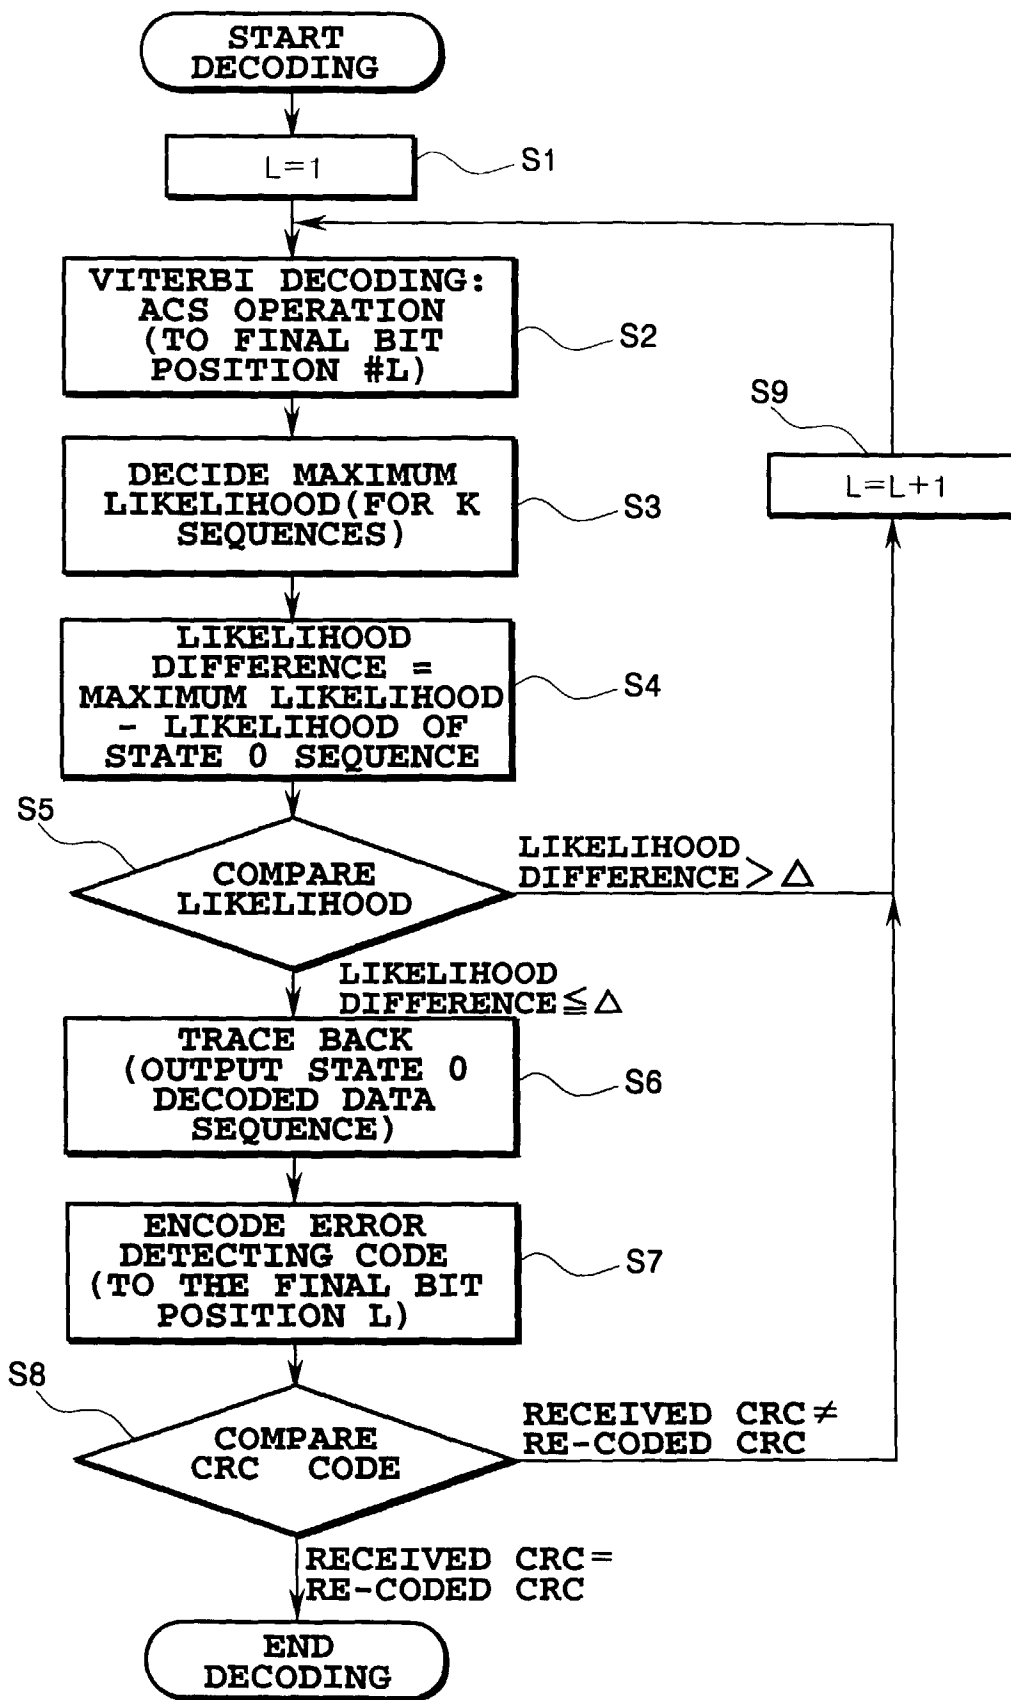 START
DECODING
L=1
S1
VITERBI DECODING:
ACS OPERATION
(TO FINAL BIT
POSITION #L)
S2
S9
L=L+1
DECIDE MAXIMUM
LIKELIHOOD(FOR K
SEQUENCES)
S3
LIKELIHOOD
DIFFERENCE =
MAXIMUM LIKELIHOOD
- LIKELIHOOD OF
STATE 0 SEQUENCE
S4
S5
COMPARE
LIKELIHOOD
LIKELIHOOD
DIFFERENCE>△
LIKELIHOOD
DIFFERENCE≦△
TRACE BACK
(OUTPUT STATE 0
DECODED DATA
SEQUENCE)
S6
ENCODE ERROR
DETECTING CODE
(TO THE FINAL BIT
POSITION L)
S7
S8
COMPARE
CRC CODE
RECEIVED CRC≠
RE-CODED CRC
RECEIVED CRC=
RE-CODED CRC
END
DECODING